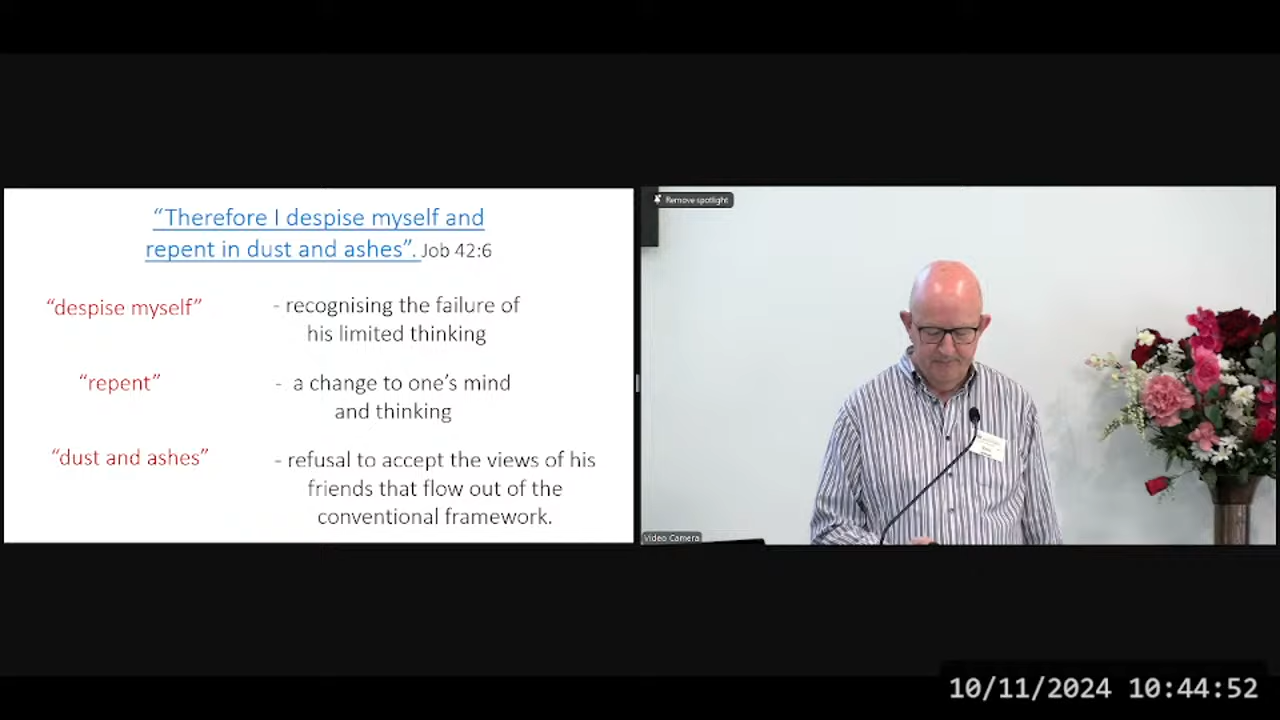 “Therefore I despise myself and
repent in dust and ashes”. Job 42:6
“despise myself”
- recognising the failure of
his limited thinking
“repent”
- a change to one’s mind
and thinking
“dust and ashes”
- refusal to accept the views of his
friends that flow out of the
conventional framework.
Remove spotlight
Video Camera
10/11/2024 10:44:52